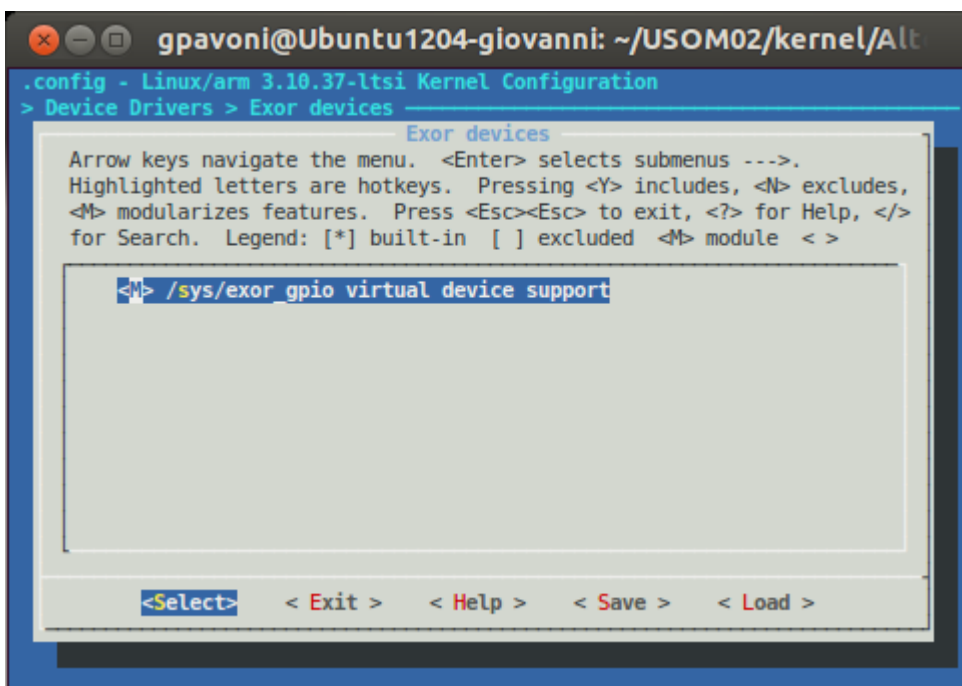 gpavoni@Ubuntu1204-giovanni: ~/USOM02/kernel/Alt
.config - Linux/arm 3.10.37-ltsi Kernel Configuration
> Device Drivers > Exor devices
Exor devices
Arrow keys navigate the menu.  <Enter> selects submenus --->.
Highlighted letters are hotkeys.  Pressing <Y> includes, <N> excludes,
<M> modularizes features.  Press <Esc><Esc> to exit, <?> for Help, </>
for Search.  Legend: [*] built-in  [ ] excluded  <M> module  < >
<M> /sys/exor_gpio virtual device support
<Select>    < Exit >    < Help >    < Save >    < Load >